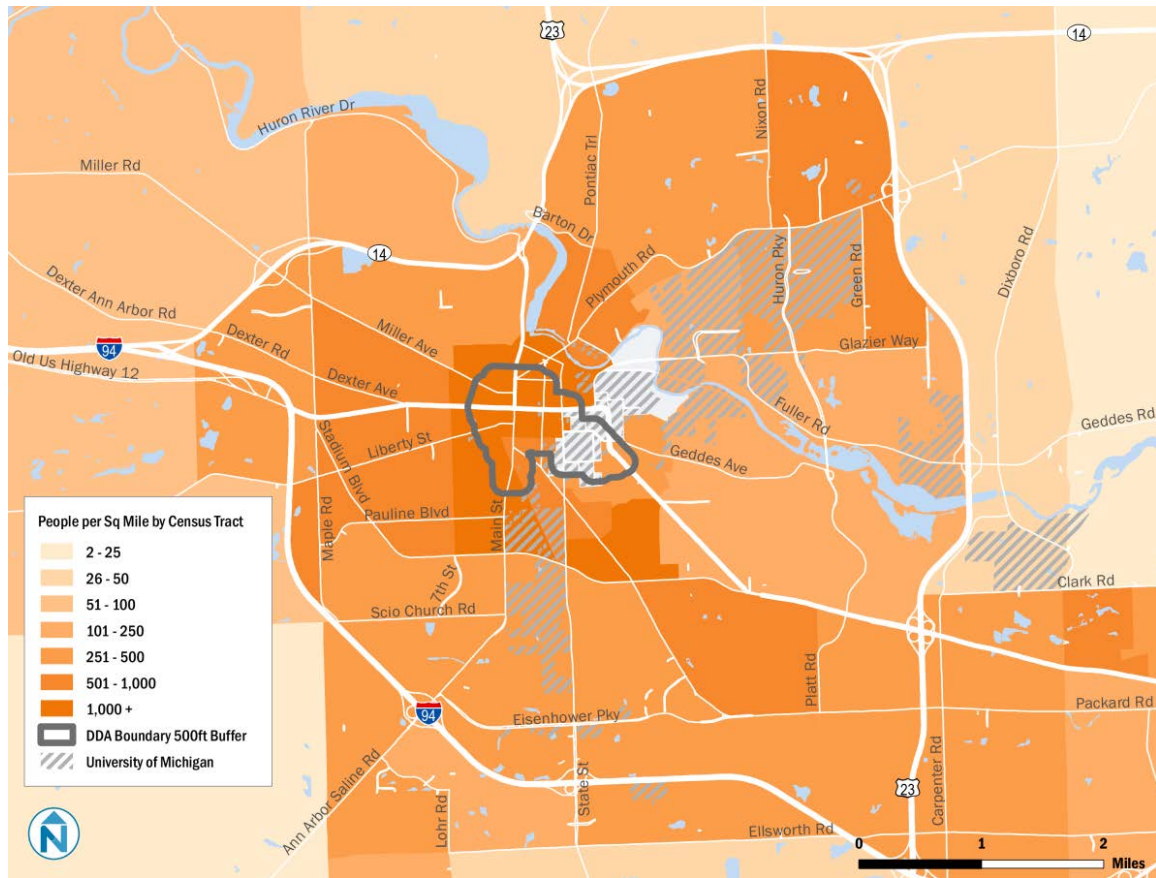 23
14
Huron River Dr
Nixon Rd
Pontiac Trl
Miller Rd
Barton Dr
Dixboro Rd
14
Plymouth Rd
Huron Pky
Green Rd
Dexter Ann Arbor Rd
Miller Ave
94
Dexter Rd
Glazier Way
Old Us Highway 12
Dexter Ave
Fuller Rd
Geddes Rd
Stadium Blvd
Liberty St
Geddes Ave
Maple Rd
Pauline Blvd
Main St
7th St
Clark Rd
Scio Church Rd
Platt Rd
Packard Rd
94
Eisenhower Pky
Ann Arbor Saline Rd
State St
23
Carpenter Rd
Lohr Rd
Ellsworth Rd
People per Sq Mile by Census Tract
2 - 25
26 - 50
51 - 100
101 - 250
251 - 500
501 - 1,000
1,000 +
DDA Boundary 500ft Buffer
University of Michigan
N
0 1 2
Miles